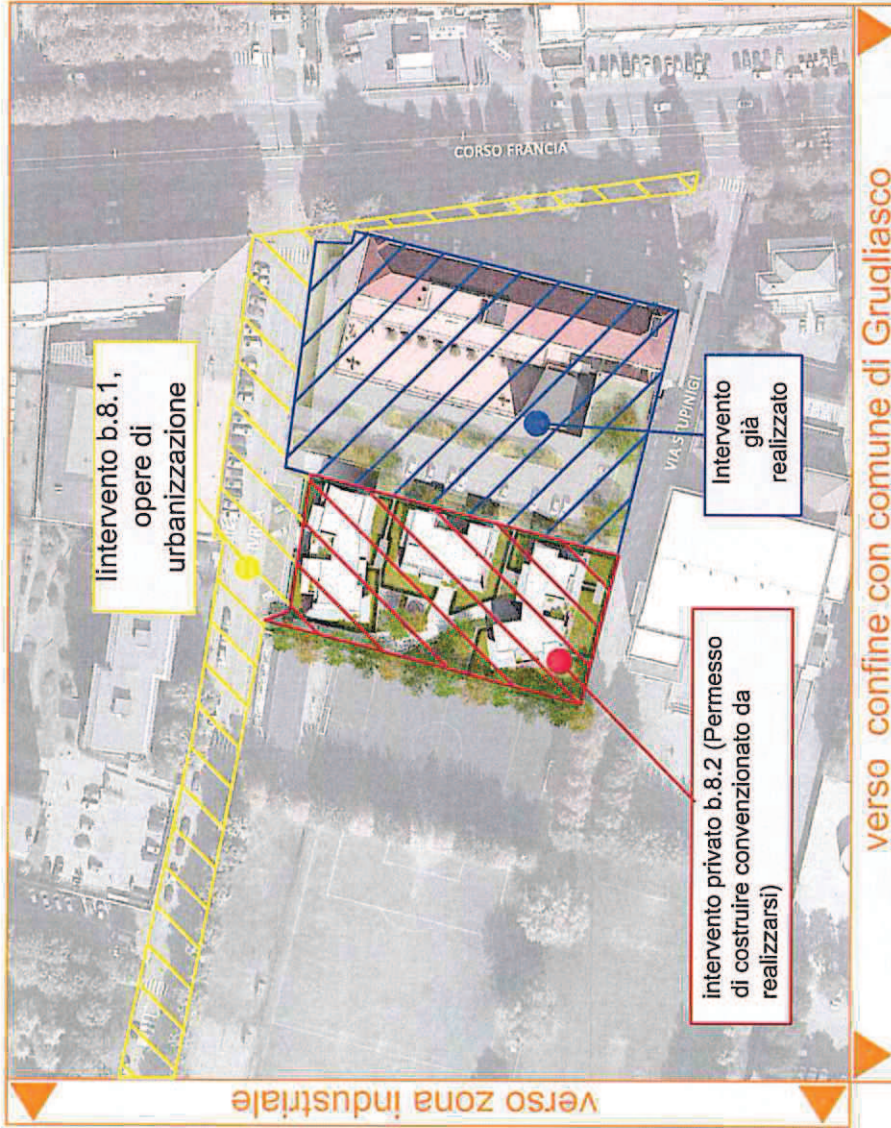 CORSO FRANCIA
lintervento b.8.1,
opere di
urbanizzazione
VIA STUPINIGI
Intervento
già
realizzato
intervento privato b.8.2 (Permesso
di costruire convenzionato da
realizzarsi)
verso zona industriale
verso confine con comune di Grugliasco